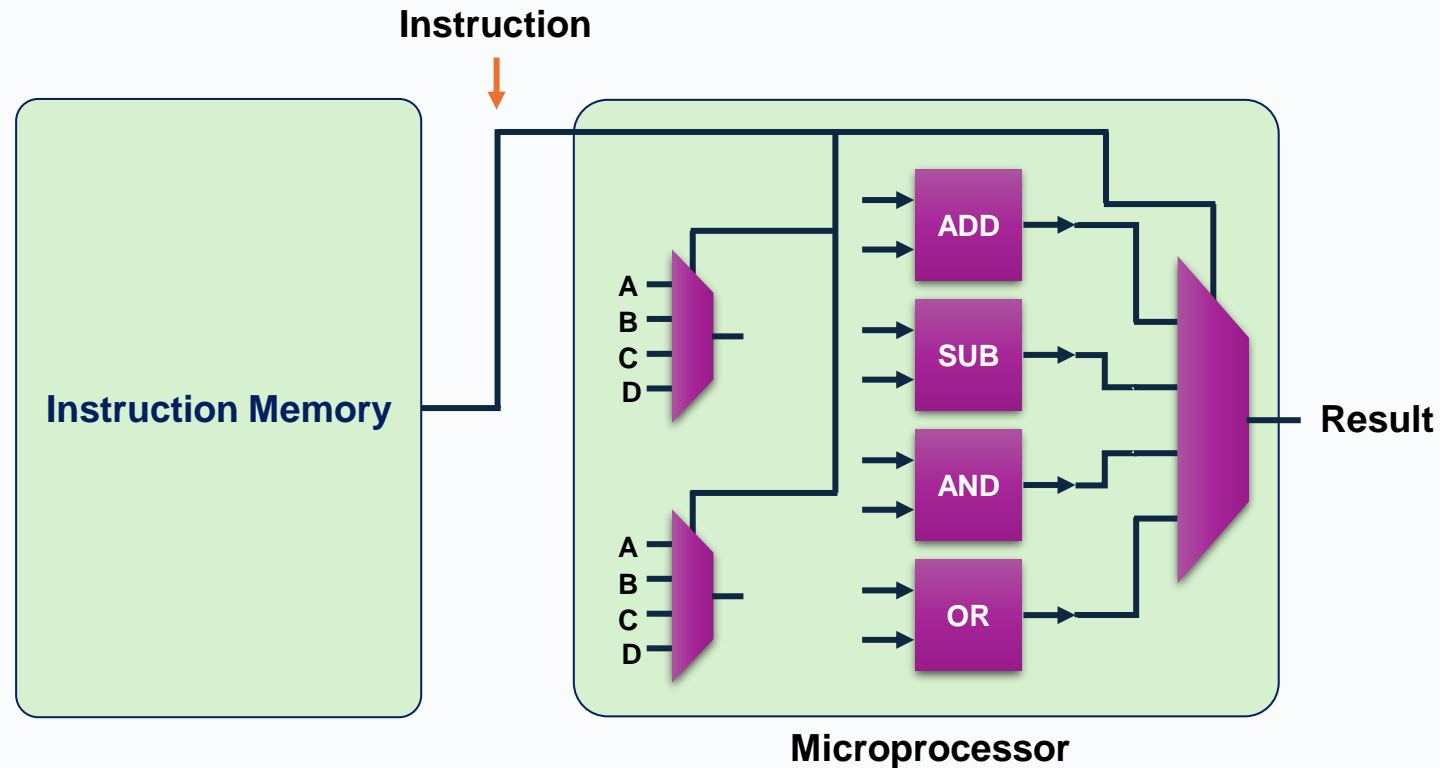 Instruction
Instruction Memory
A
B
C
D
A
B
C
D
ADD
SUB
AND
OR
Result
Microprocessor